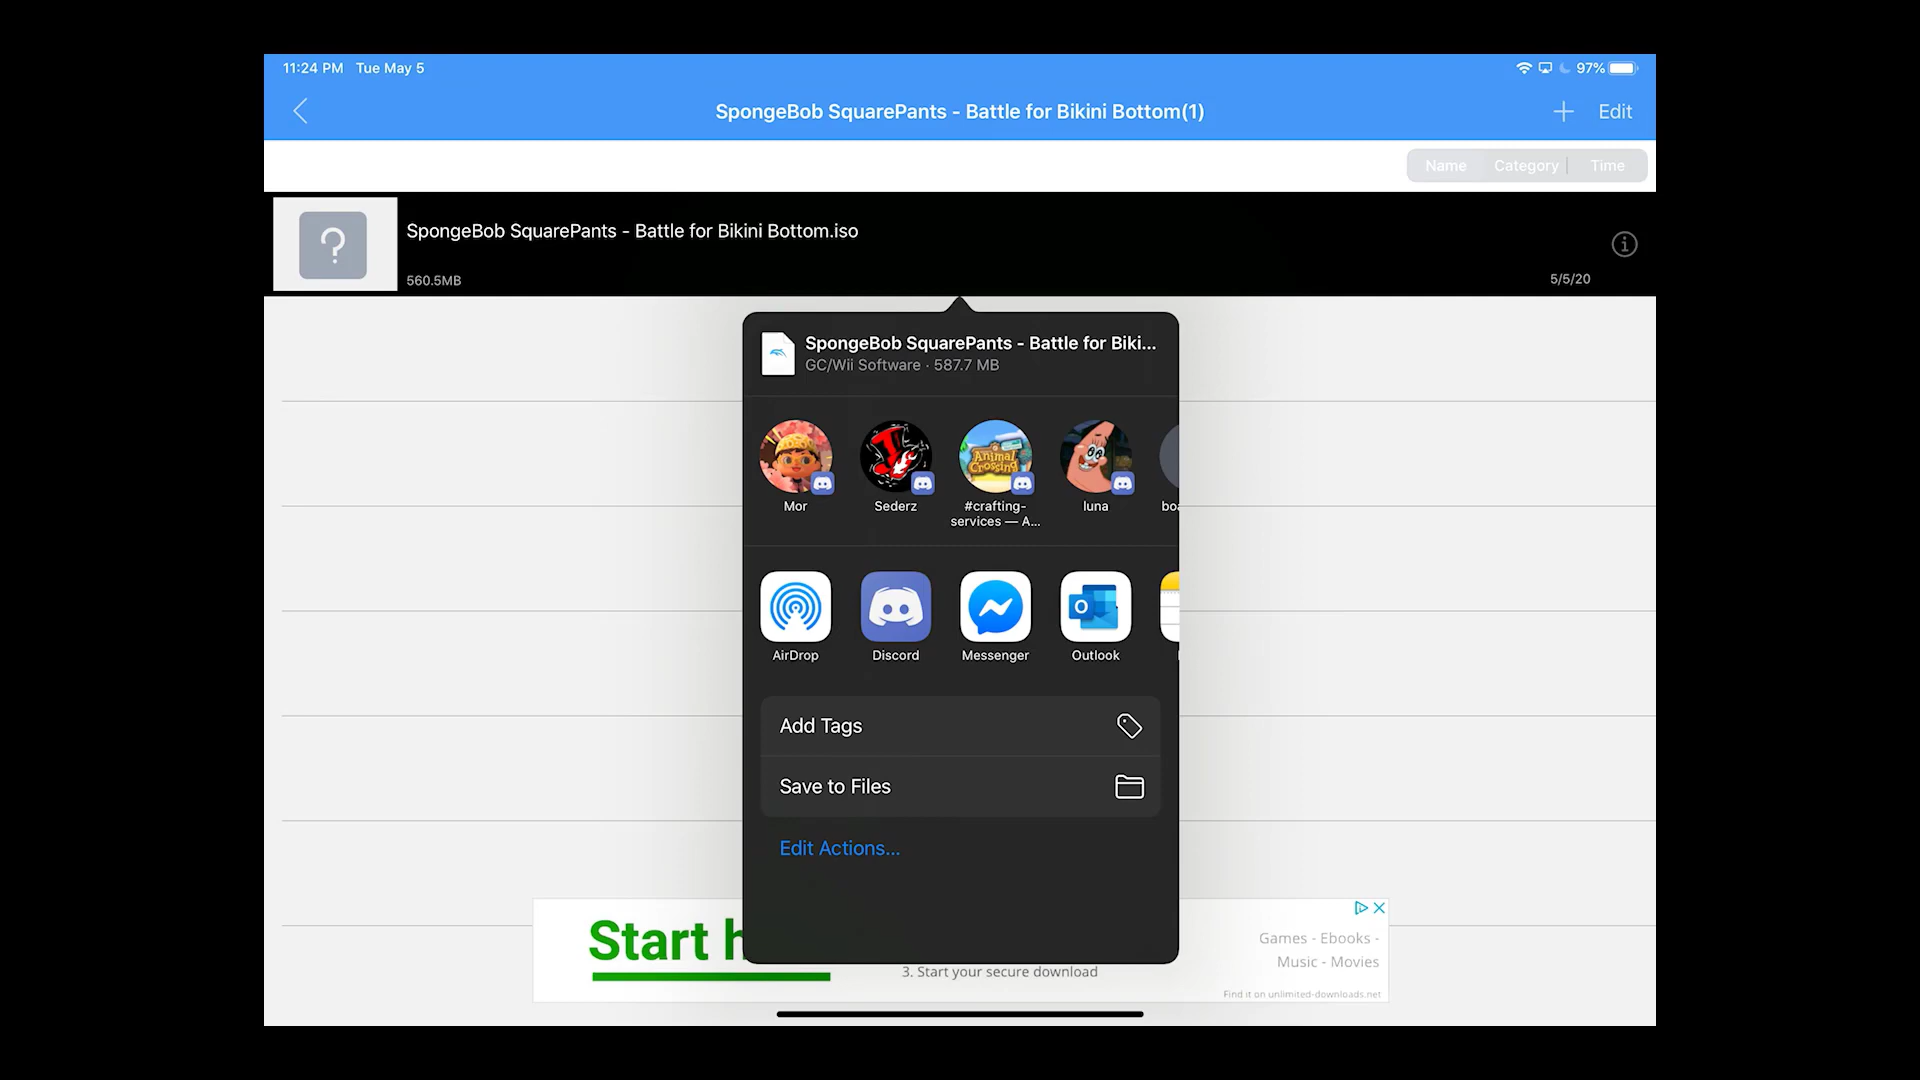 11:24 PM Tue May 5
97%
SpongeBob SquarePants - Battle for Bikini Bottom(1)
Edit
Name Category Time
SpongeBob SquarePants - Battle for Bikini Bottom.iso
560.5MB
5/5/20
SpongeBob SquarePants - Battle for Biki...
GC/Wii Software · 587.7 MB
Mor
Sederz
#crafting-
services — A...
luna
boa
AirDrop
Discord
Messenger
Outlook
Add Tags
Save to Files
Edit Actions...
Start h
3. Start your secure download
Games - Ebooks -
Music - Movies
Find it on unlimited-downloads.net